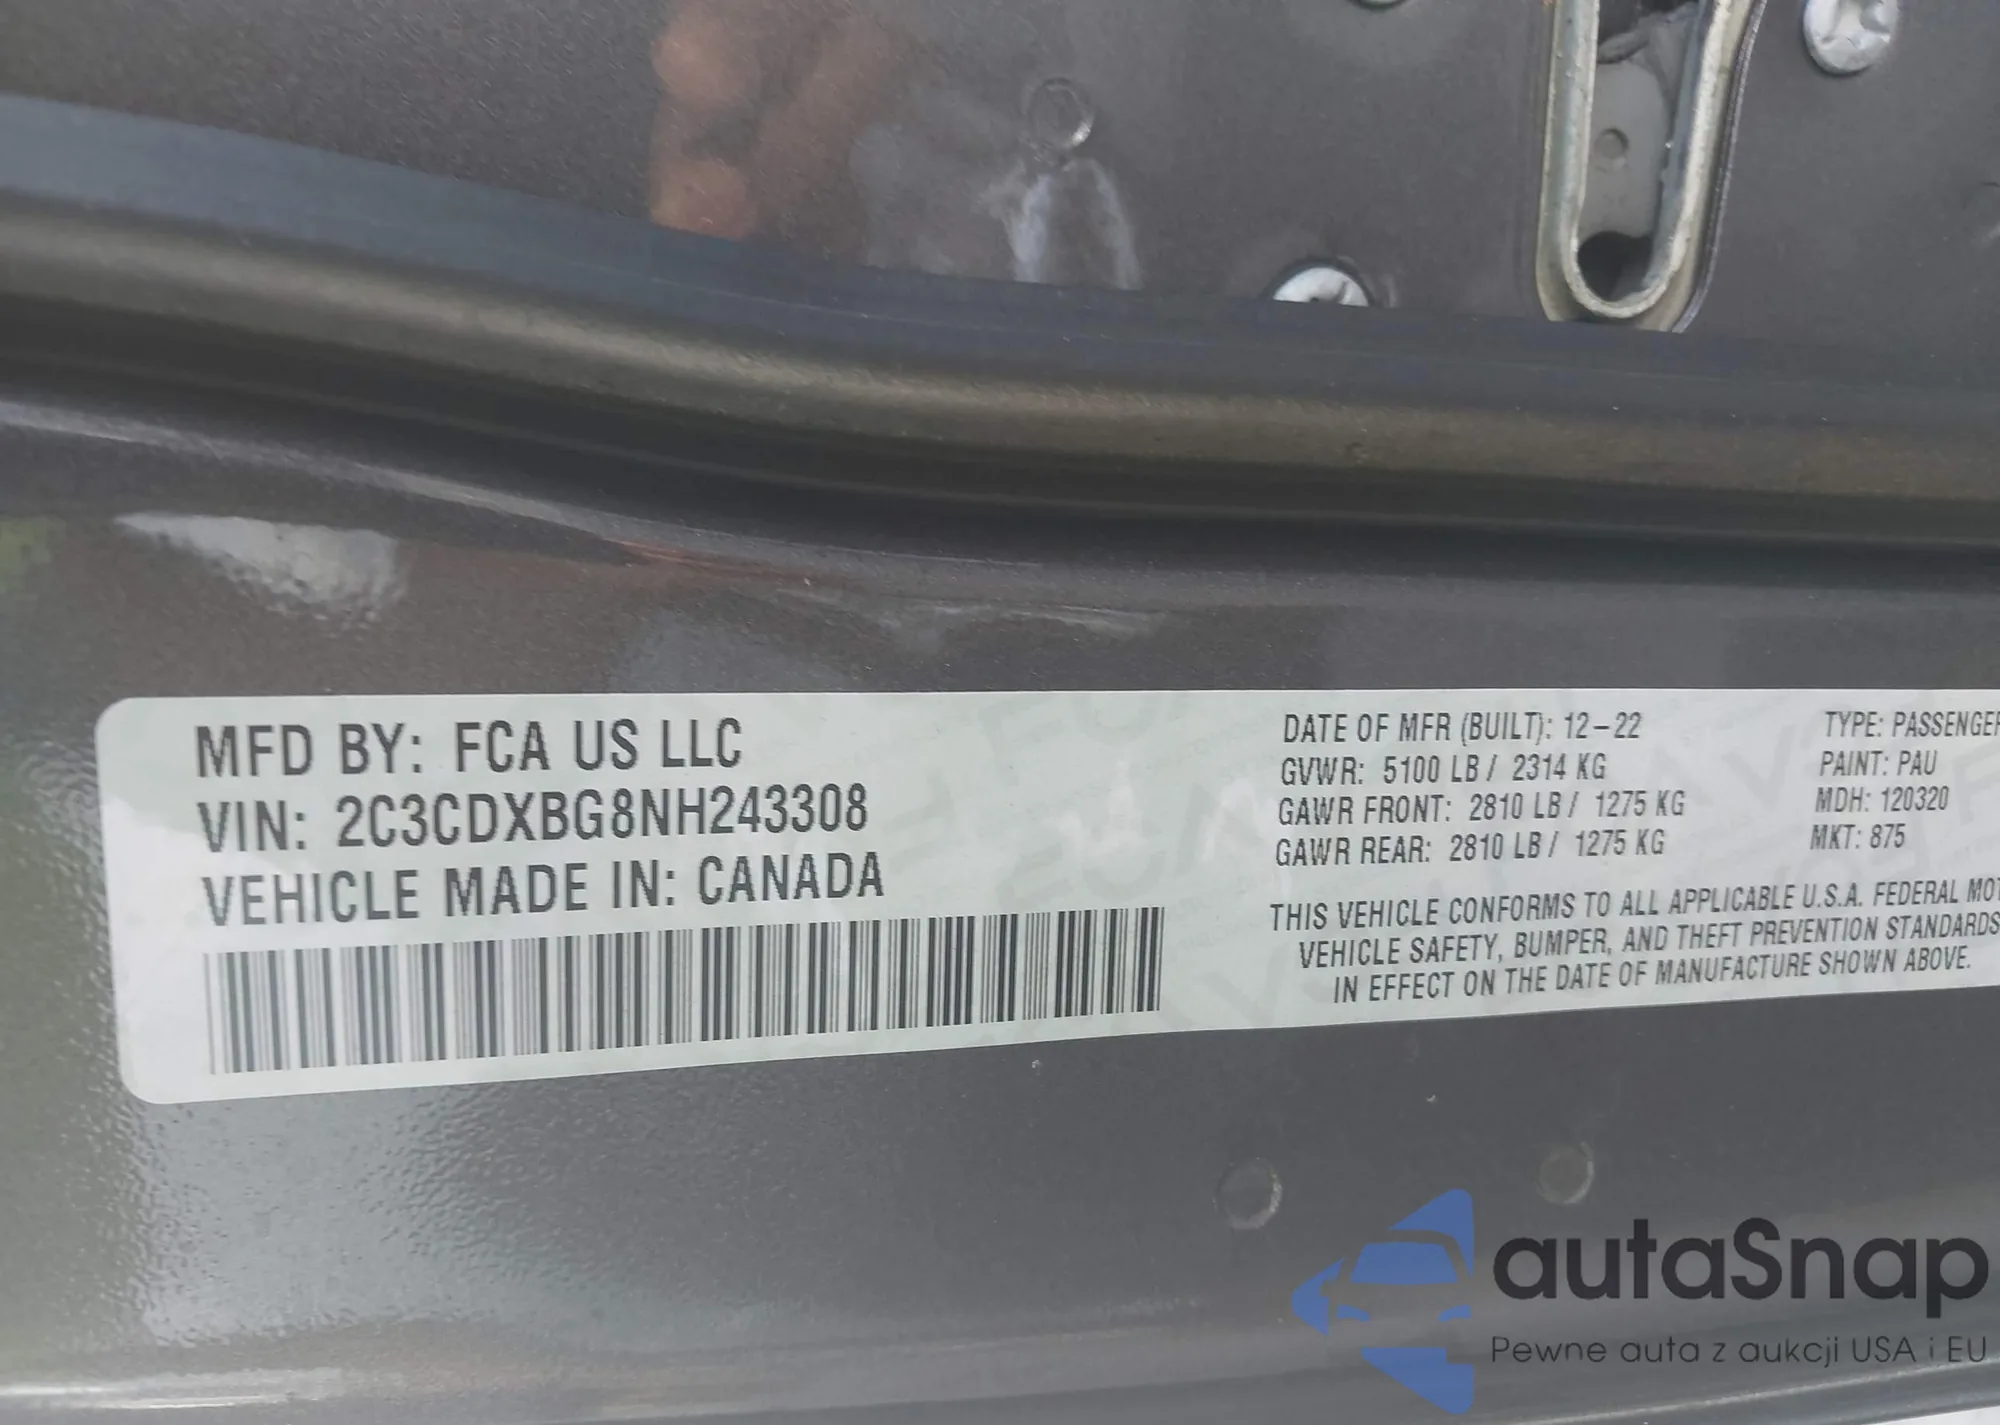 MFD BY: FCA US LLC
VIN: 2C3CDXBG8NH243308
VEHICLE MADE IN: CANADA
DATE OF MFR (BUILT): 12-22
GVWR: 5100 LB / 2314 KG
GAWR FRONT: 2810 LB / 1275 KG
GAWR REAR: 2810 LB / 1275 KG
TYPE: PASSENGER
PAINT: PAU
MDH: 120320
MKT: 875
THIS VEHICLE CONFORMS TO ALL APPLICABLE U.S.A. FEDERAL MOT
VEHICLE SAFETY, BUMPER, AND THEFT PREVENTION STANDARDS
IN EFFECT ON THE DATE OF MANUFACTURE SHOWN ABOVE.
autaSnap
Pewne auta z aukcji USA i EU